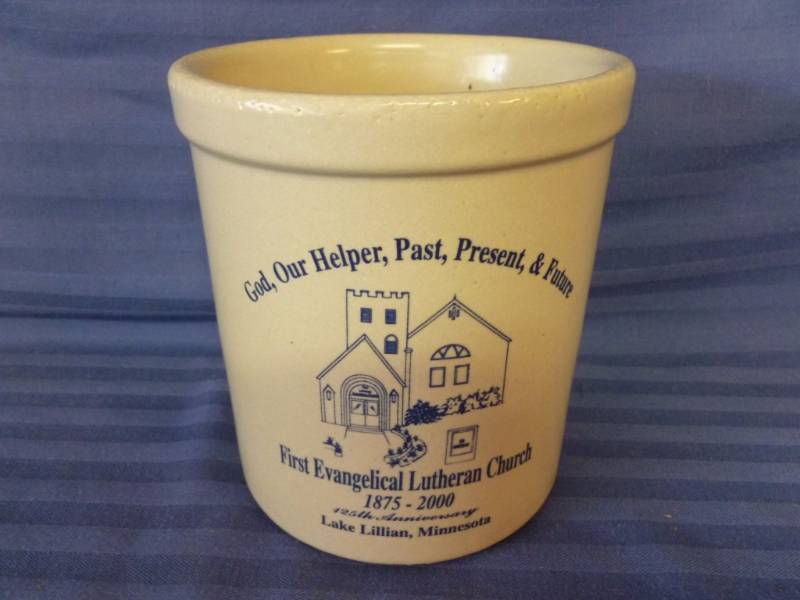 God, Our Helper, Past, Present, & Future
First Evangelical Lutheran Church
1875 - 2000
125th Anniversary
Lake Lillian, Minnesota